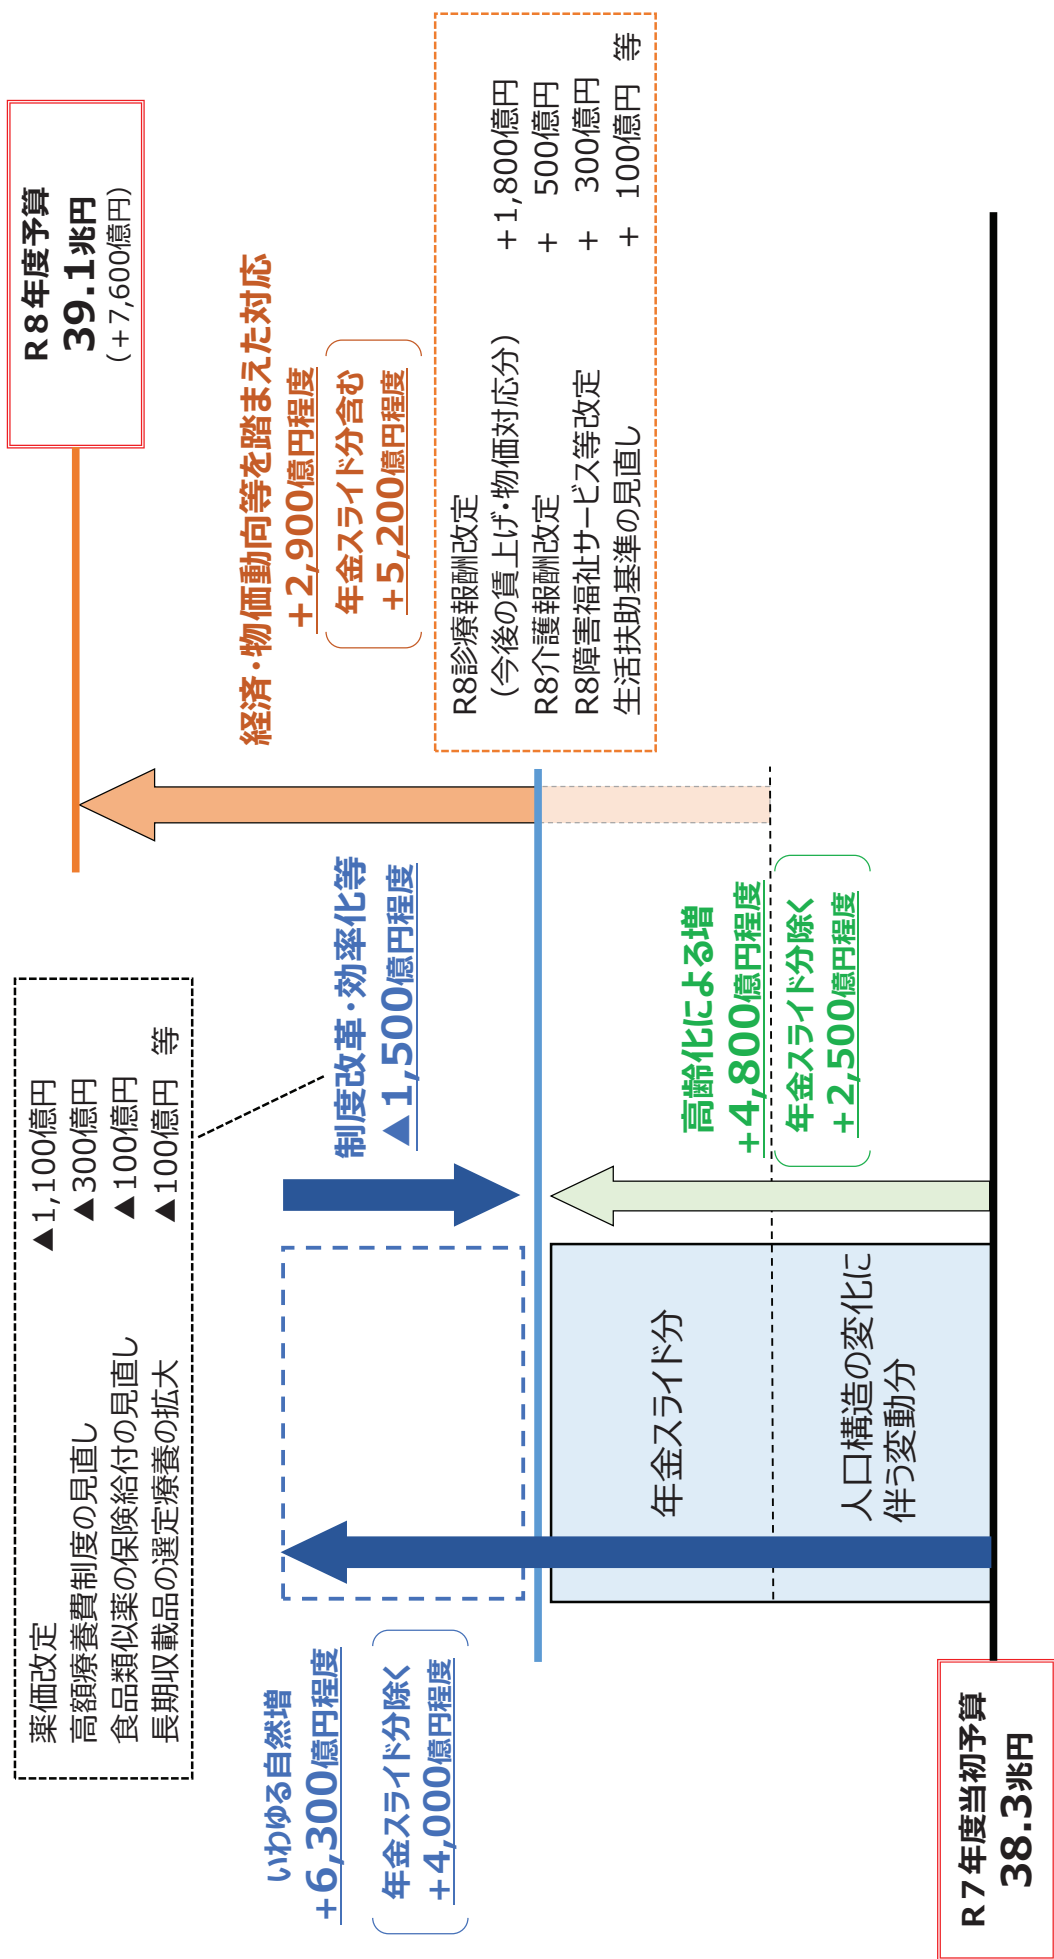 R7年度当初予算
38.3兆円
いわゆる自然増
+6,300億円程度
年金スライド分除く
+4,000億円程度
薬価改定 ▲1,100億円
高額療養費制度の見直し ▲300億円
食品類似薬の保険給付の見直し ▲100億円
長期収載品の選定療養の拡大 ▲100億円 等
年金スライド分
人口構造の変化に
伴う変動分
制度改革・効率化等
▲1,500億円程度
高齢化による増
+4,800億円程度
年金スライド分除く
+2,500億円程度
経済・物価動向等を踏まえた対応
+2,900億円程度
年金スライド分含む
+5,200億円程度
R8診療報酬改定
(今後の賃上げ・物価対応分) +1,800億円
R8介護報酬改定 + 500億円
R8障害福祉サービス等改定 + 300億円
生活扶助基準の見直し + 100億円 等
R8年度予算
39.1兆円
(+7,600億円)